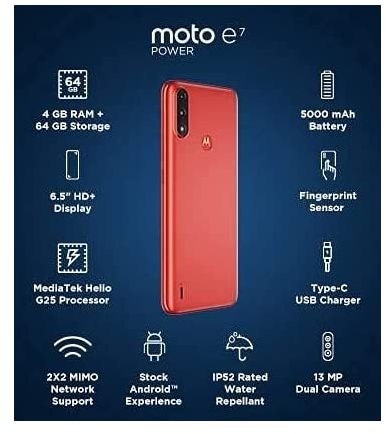 moto e7
POWER
64
GB
4 GB RAM +
64 GB Storage
5000 mAh
Battery
6.5" HD+
Display
Fingerprint
Sensor
MediaTek Helio
G25 Processor
Type-C
USB Charger
2X2 MIMO
Network
Support
Stock
Android™
Experience
IP52 Rated
Water
Repellant
13 MP
Dual Camera